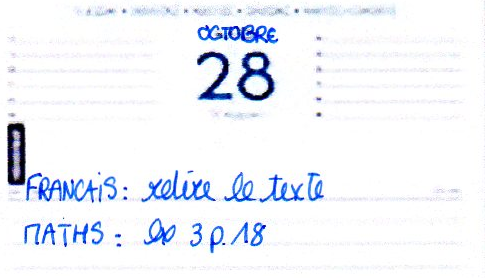 OCTOBRE
28
FRANCAIS: relire le texte
MATHS: ex 3 p. 18